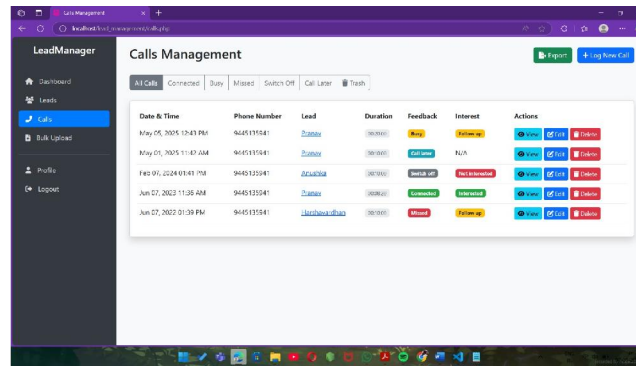 Calls Management
localhost/lead_management/calls.php
LeadManager
Dashboard
Leads
Calls
Bulk Upload
Profile
Logout
Calls Management
Export
+ Log New Call
All Calls Connected Busy Missed Switch Off Call Later Trash
Date & Time Phone Number Lead Duration Feedback Interest Actions
May 05, 2025 12:43 PM 9445135941 Pranav Busy Follow up View Edit Delete
May 01, 2025 11:42 AM 9445135941 Pranav Call later N/A View Edit Delete
Feb 07, 2024 01:41 PM 9445135941 Anushka Switch off Not Interested View Edit Delete
Jun 07, 2023 11:36 AM 9445135941 Pranav Connected Interested View Edit Delete
Jun 07, 2022 01:39 PM 9445135941 Harshavardhan Missed Follow up View Edit Delete